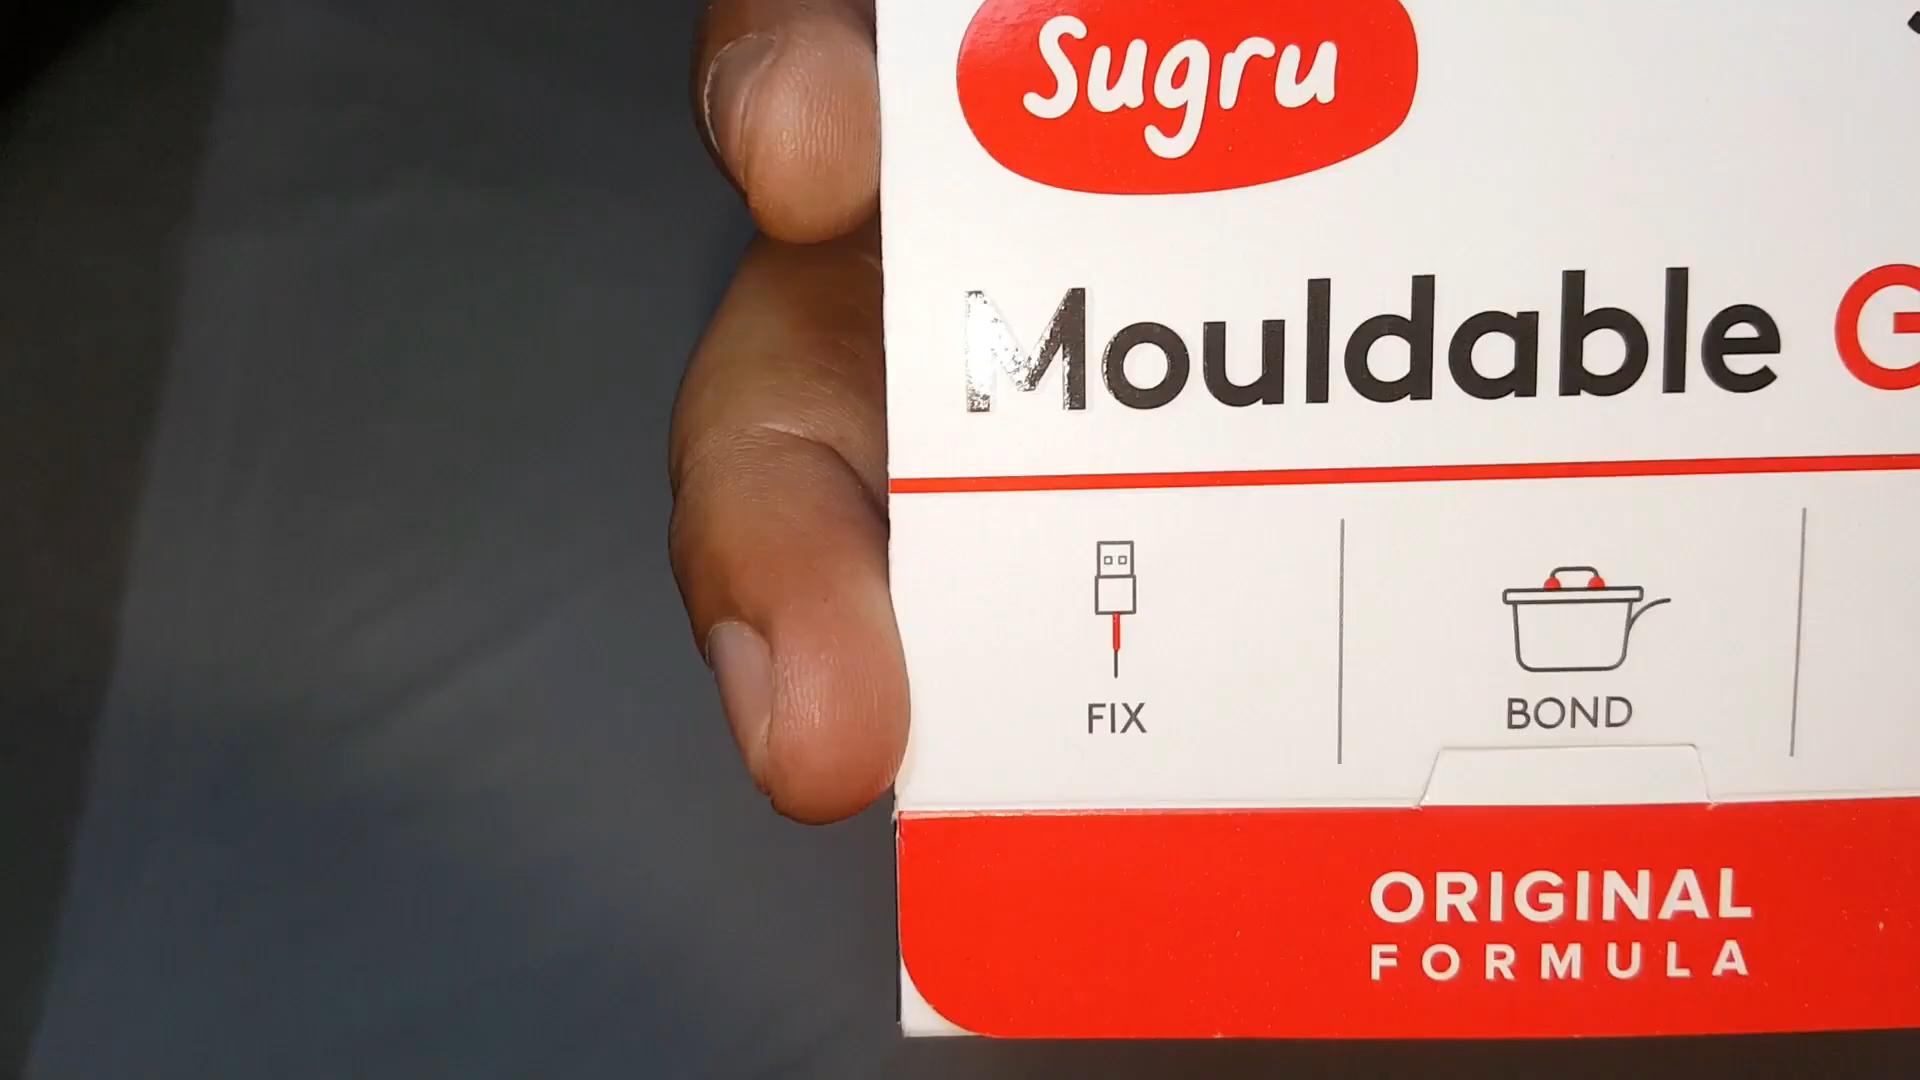 Sugru
Mouldable G
FIX
BOND
ORIGINAL
FORMULA